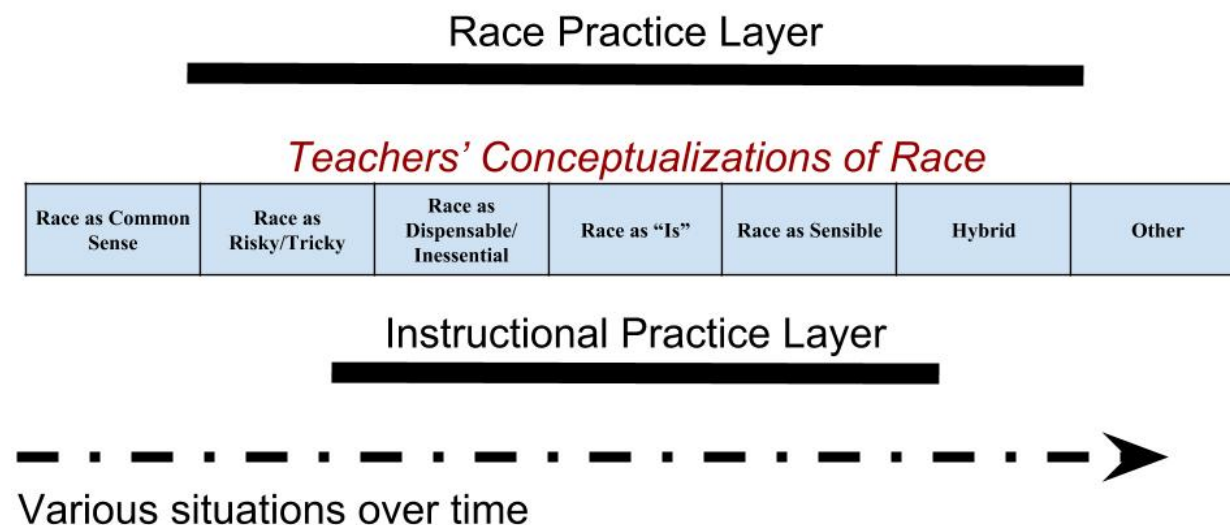 Race Practice Layer
Teachers’ Conceptualizations of Race
Race as Common
Sense
Race as
Risky/Tricky
Race as
Dispensable/
Inessential
Race as “Is”
Race as Sensible
Hybrid
Other
Instructional Practice Layer
Various situations over time